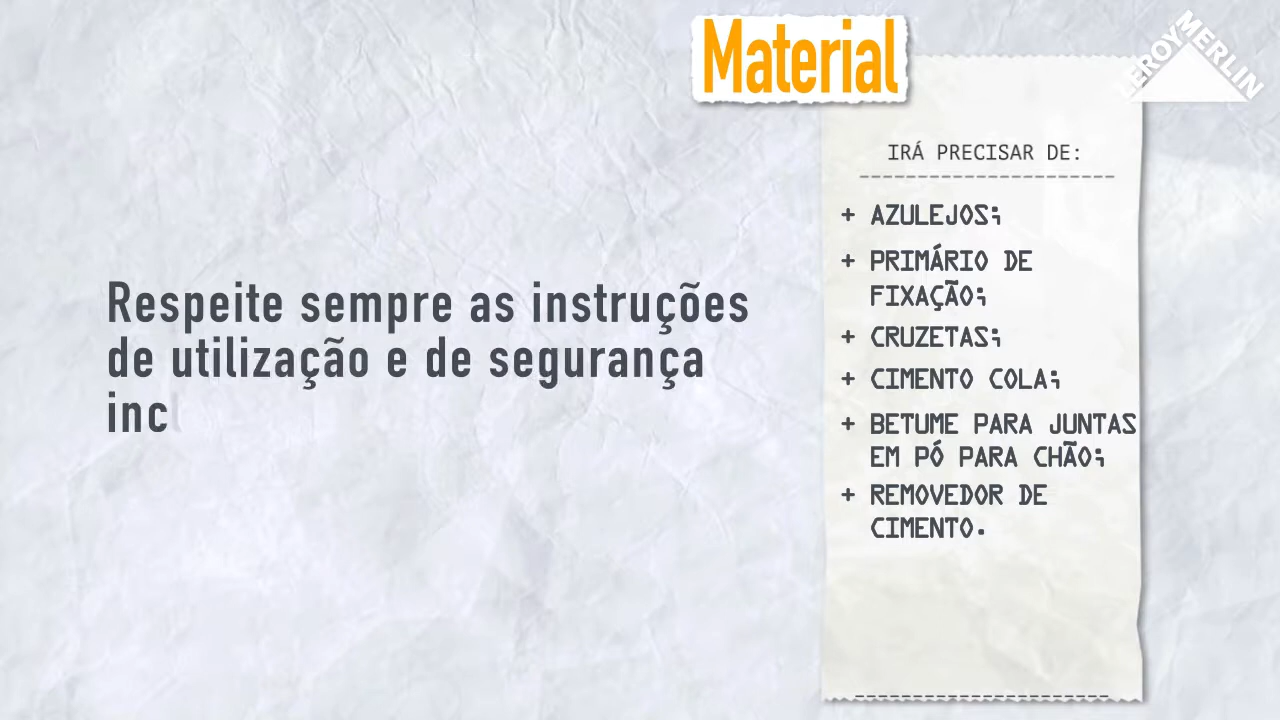 Material
LEROY MERLIN
IRÁ PRECISAR DE:
+ AZULEJOS;
+ PRIMÁRIO DE
FIXAÇÃO;
+ CRUZETAS;
+ CIMENTO COLA;
+ BETUME PARA JUNTAS
EM PÓ PARA CHÃO;
+ REMOVEDOR DE
CIMENTO.
Respeite sempre as instruções
de utilização e de segurança
incl